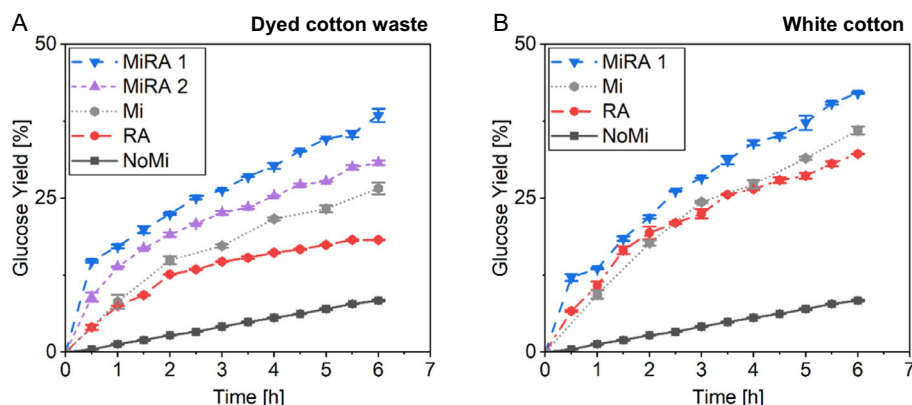 A
Dyed cotton waste
50
25
0
Glucose Yield [%]
MiRA 1
MiRA 2
Mi
RA
NoMi
0 1 2 3 4 5 6 7
Time [h]
B
White cotton
50
25
0
Glucose Yield [%]
MiRA 1
Mi
RA
NoMi
0 1 2 3 4 5 6 7
Time [h]